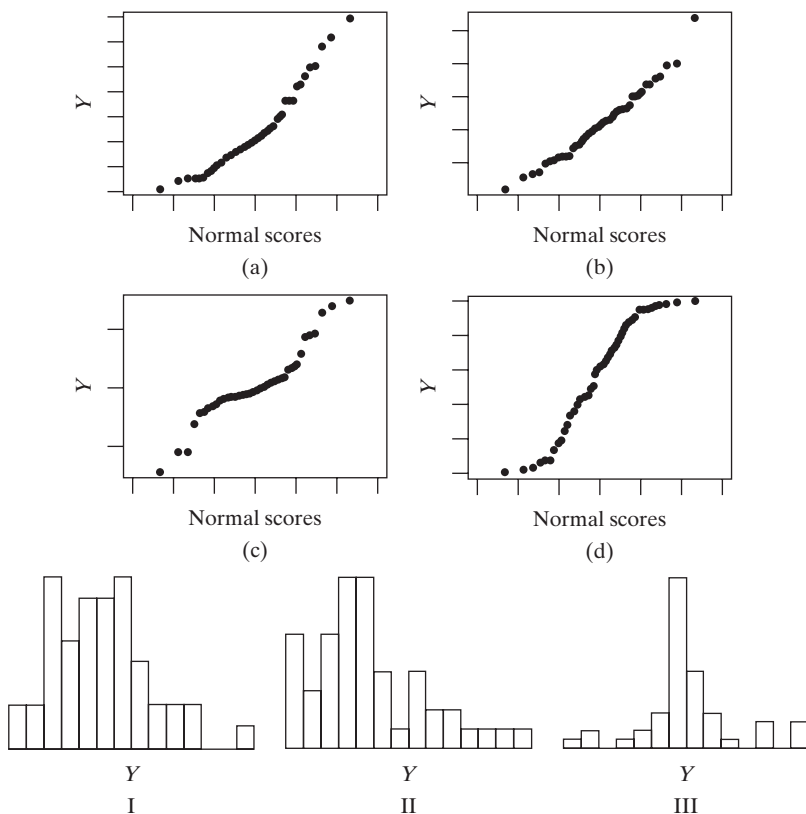 Y
Y
Normal scores
Normal scores
(a)
(b)
Y
Y
Normal scores
Normal scores
(c)
(d)
Y
Y
Y
I
II
III